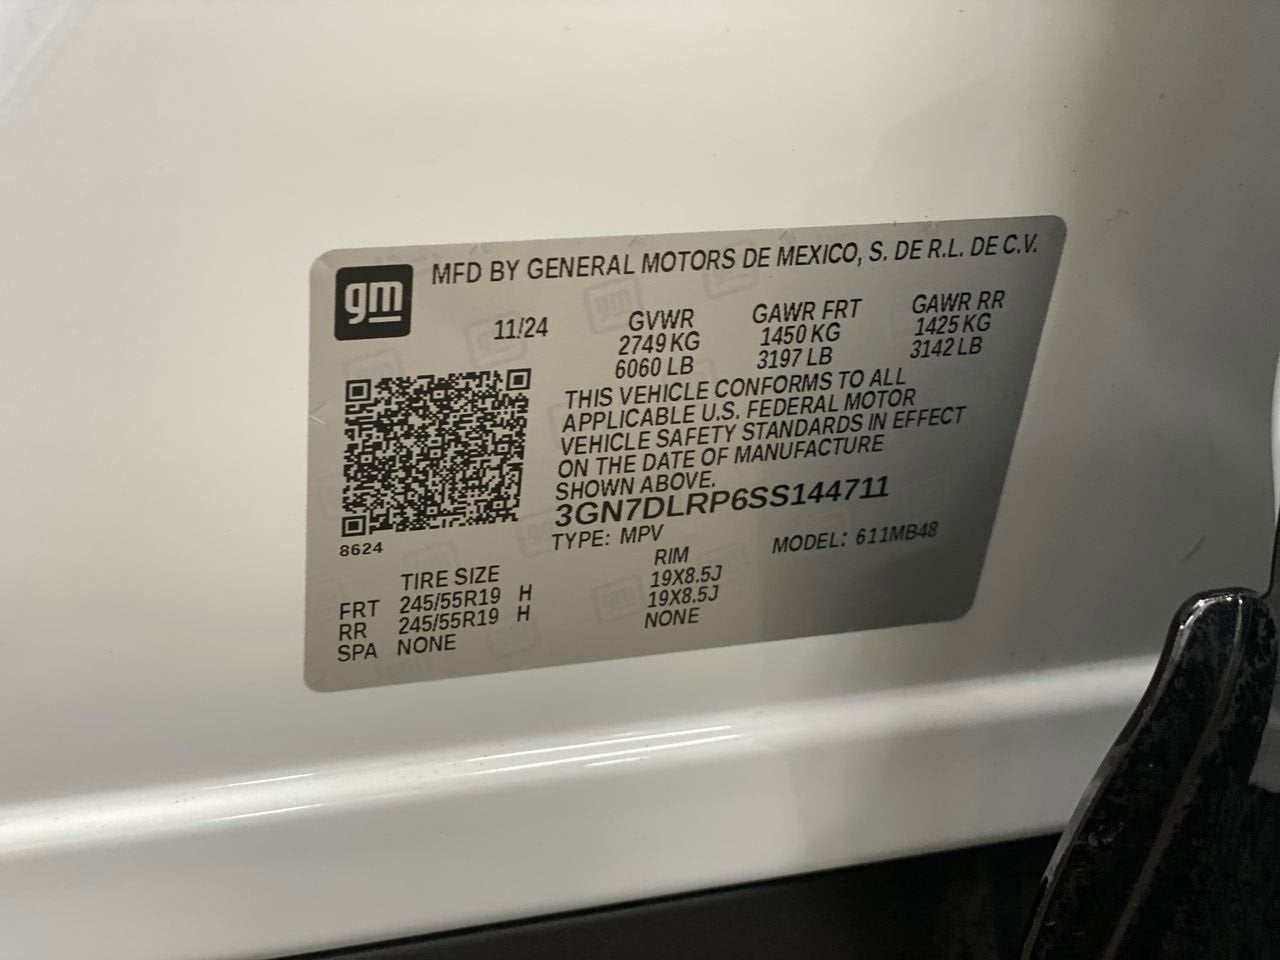 gm MFD BY GENERAL MOTORS DE MEXICO, S. DE R.L. DE C.V.
11/24 GVWR GAWR FRT GAWR RR
2749 KG 1450 KG 1425 KG
6060 LB 3197 LB 3142 LB
THIS VEHICLE CONFORMS TO ALL
APPLICABLE U.S. FEDERAL MOTOR
VEHICLE SAFETY STANDARDS IN EFFECT
ON THE DATE OF MANUFACTURE
SHOWN ABOVE.
3GN7DLRP6SS144711
8624
TYPE: MPV MODEL: 611MB48
TIRE SIZE RIM
FRT 245/55R19 H 19X8.5J
RR 245/55R19 H 19X8.5J
SPA NONE NONE